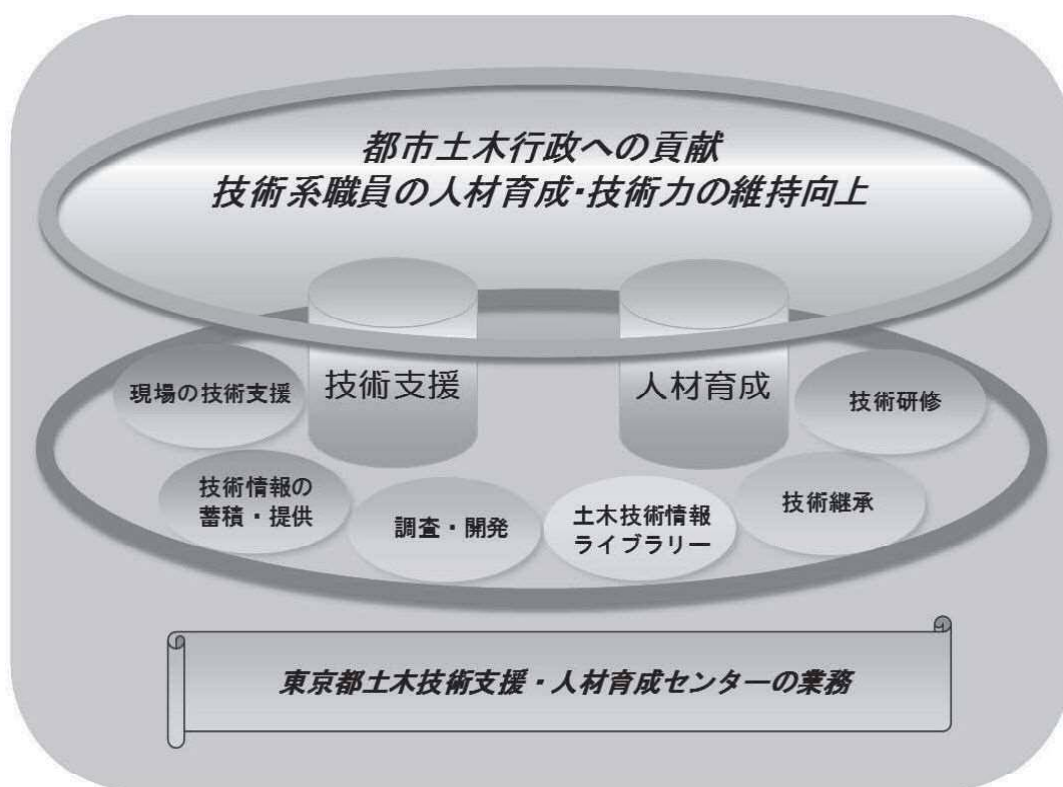 都市土木行政への貢献
技術系職員の人材育成・技術力の維持向上
技術支援
人材育成
現場の技術支援
技術研修
技術情報の
蓄積・提供
調査・開発
土木技術情報
ライブラリー
技術継承
東京都土木技術支援・人材育成センターの業務